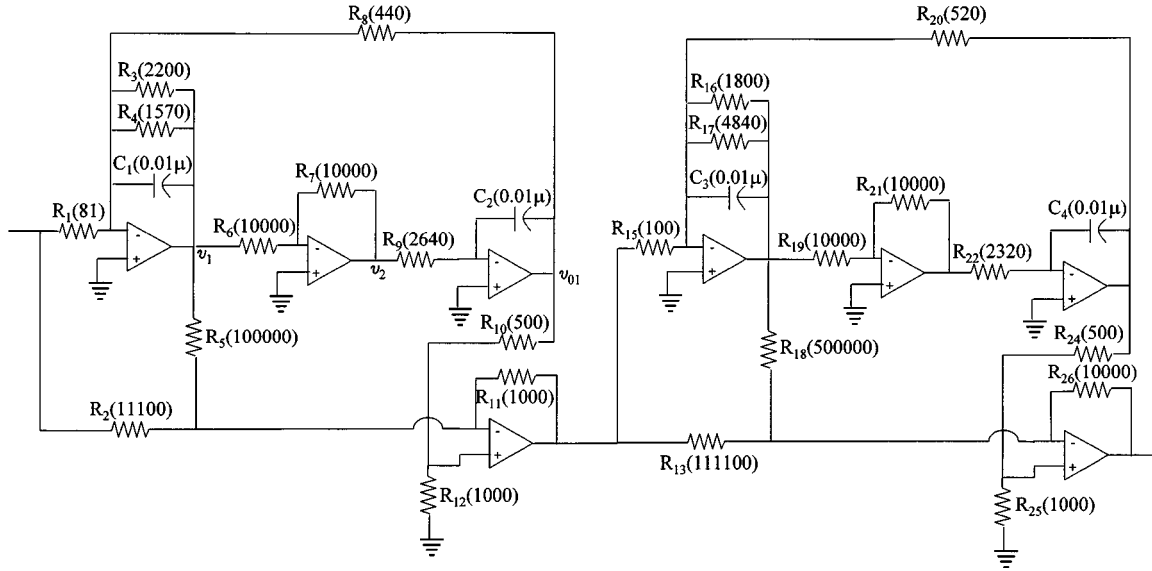 R8(440)
R20(520)
R3(2200)
R16(1800)
R4(1570)
R17(4840)
C1(0.01μ)
R7(10000)
C2(0.01μ)
C3(0.01μ)
R21(10000)
C4(0.01μ)
R1(81)
R6(10000)
R9(2640)
R15(100)
R19(10000)
R22(2320)
v1
v2
v01
R5(100000)
R10(500)
R18(500000)
R24(500)
R2(11100)
R11(1000)
R26(10000)
R13(111100)
R12(1000)
R25(1000)
-
+
-
+
-
+
-
+
-
+
-
+
-
+
-
+